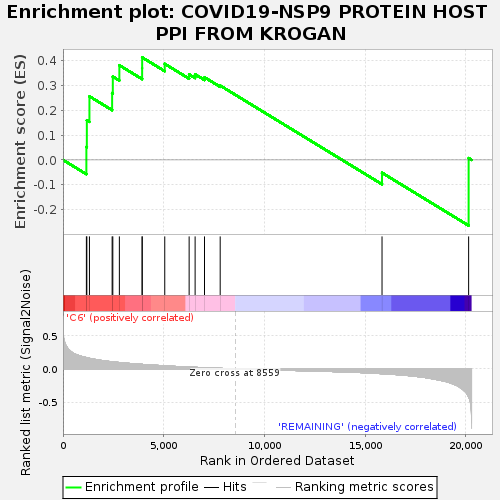 Enrichment plot: COVID19-NSP9 PROTEIN HOST
PPI FROM KROGAN
Enrichment score (ES)
0.4
0.3
0.2
0.1
0.0
-0.1
-0.2
'C6' (positively correlated)
Ranked list metric (Signal2Noise)
0.5
0.0
-0.5
Zero cross at 8559
'REMAINING' (negatively correlated)
0
5,000
10,000
15,000
20,000
Rank in Ordered Dataset
Enrichment profile
Hits
Ranking metric scores